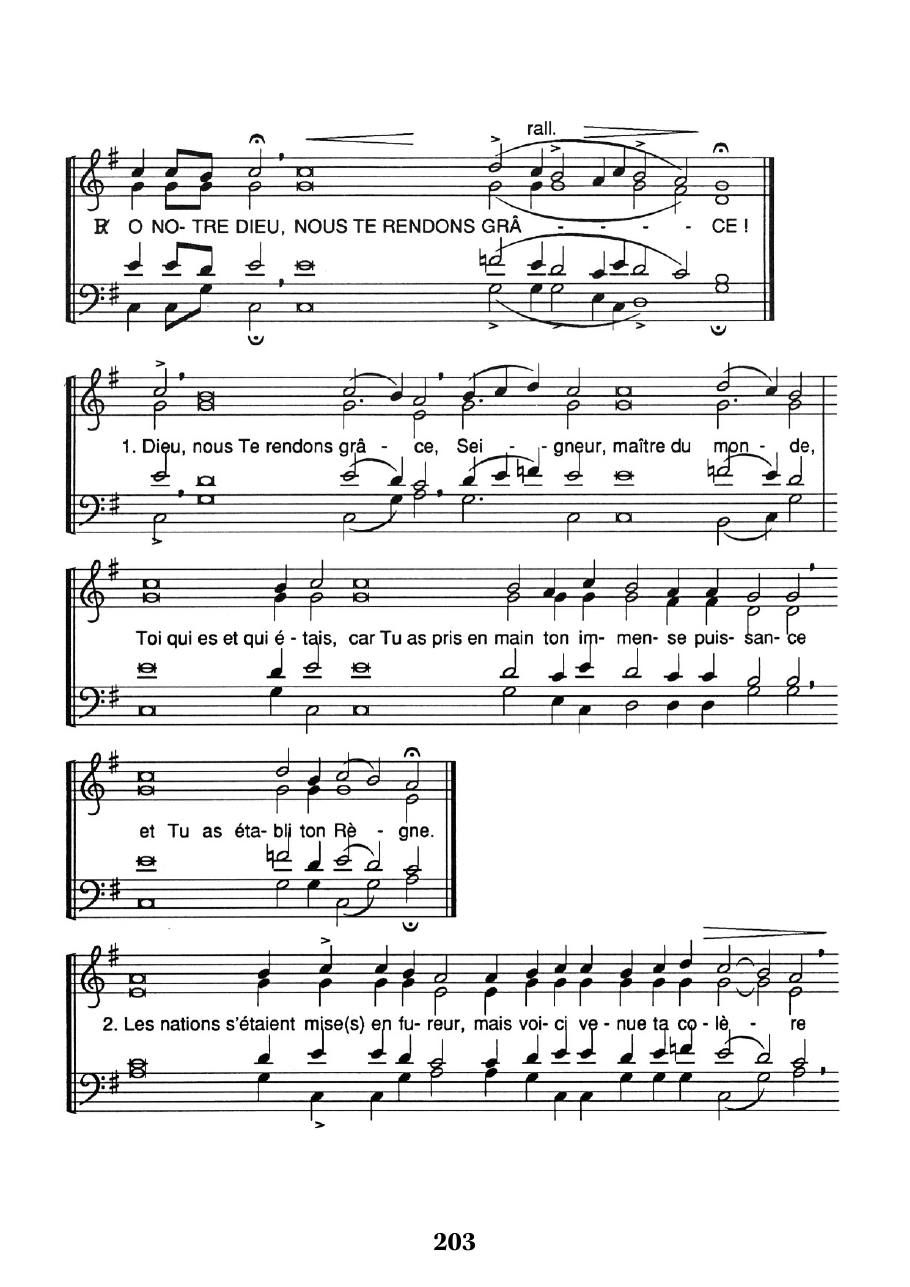 rall.
℟ O NO- TRE DIEU, NOUS TE RENDONS GRÂ - - - - CE !
1. Dieu, nous Te rendons grâ - ce, Sei - - gneur, maître du mon - de,
Toi qui es et qui é - tais, car Tu as pris en main ton im- men- se puis- san- ce
et Tu as éta- bli ton Rè - gne.
2. Les nations s'étaient mise(s) en fu- reur, mais voi- ci ve - nue ta co - lè - re
203